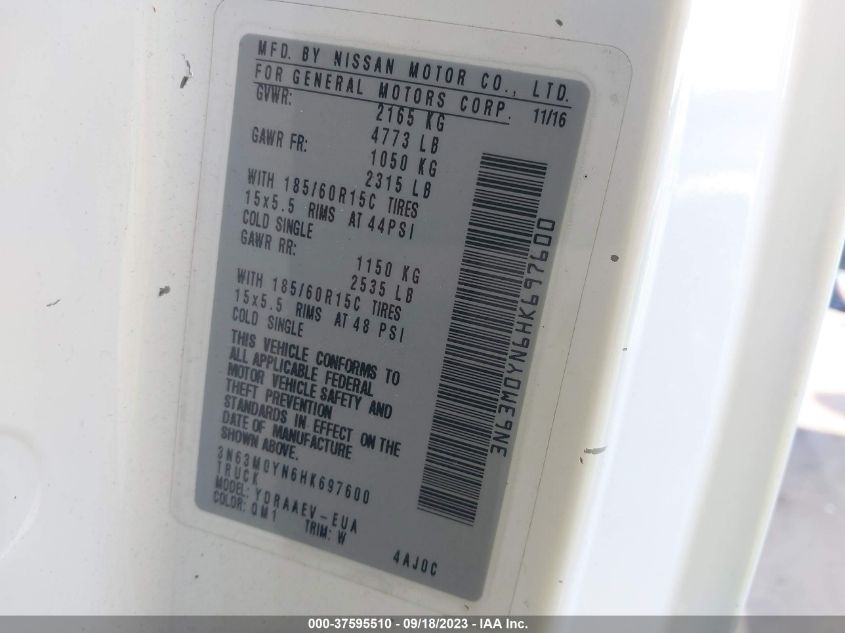 MFD. BY NISSAN MOTOR CO., LTD.
FOR GENERAL MOTORS CORP. 11/16
GVWR: 2165 KG
4773 LB
GAWR FR: 1050 KG
2315 LB
WITH 185/60R15C TIRES
15x5.5 RIMS AT 44PSI
COLD SINGLE
GAWR RR: 1150 KG
2535 LB
WITH 185/60R15C TIRES
15x5.5 RIMS AT 48 PSI
COLD SINGLE
THIS VEHICLE CONFORMS TO
ALL APPLICABLE FEDERAL
MOTOR VEHICLE SAFETY AND
THEFT PREVENTION
STANDARDS IN EFFECT ON THE
DATE OF MANUFACTURE
SHOWN ABOVE.
3N63M0YN6HK697600
TRUCK
MODEL: YDRAAEV-EUA
COLOR: QM1 TRIM: W
4AJ0C
3N63M0YN6HK697600
000-37595510 - 09/18/2023 - IAA Inc.